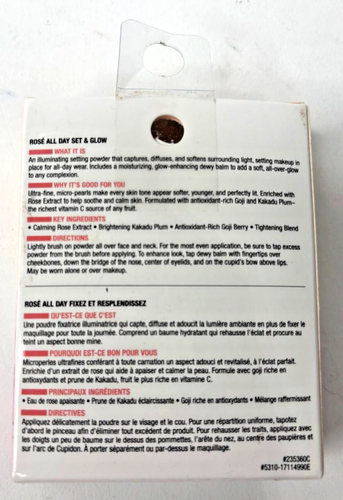 ROSÉ ALL DAY SET & GLOW
WHAT IT IS
An illuminating setting powder that captures, diffuses, and softens surrounding light, setting makeup in
place for all-day wear. Includes a moisturizing, glow-enhancing dewy balm to add a soft, all-over-glow
to any complexion.
WHY IT'S GOOD FOR YOU
Ultra-fine, micro-pearls make every skin tone appear softer, younger, and perfectly lit. Enriched with
Rose Extract to help soothe and calm skin. Formulated with antioxidant-rich Goji and Kakadu Plum–
the richest vitamin C source of any fruit.
KEY INGREDIENTS
• Calming Rose Extract • Brightening Kakadu Plum • Antioxidant-Rich Goji Berry • Tightening Blend
DIRECTIONS
Lightly brush on powder all over face and neck. For the most even application, be sure to tap excess
powder from the brush before applying. To enhance look, tap dewy balm with fingertips over
cheekbones, down the bridge of the nose, center of eyelids, and on the cupid's bow above lips.
May be worn alone or over makeup.
ROSÉ ALL DAY FIXEZ ET RESPLENDISSEZ
QU'EST-CE QUE C'EST
Une poudre fixatrice illuminatrice qui capte, diffuse et adoucit la lumière ambiante en plus de fixer le
maquillage pour toute la journée. Comprend un baume hydratant qui rehausse l'éclat et procure au
teint un aspect bonne mine.
POURQUOI EST-CE BON POUR VOUS
Microperles ultrafines conférant à toute carnation un aspect adouci et revitalisé, à l'éclat parfait.
Enrichie d'un extrait de rose qui aide à apaiser et calmer la peau. Formule avec goji riche en
antioxydants et prune de Kakadu, fruit le plus riche en vitamine C.
PRINCIPAUX INGRÉDIENTS
• Eau de rose apaisante • Prune de Kakadu éclaircissante • Goji riche en antioxydants • Mélange raffermissant
DIRECTIVES
Appliquez délicatement la poudre sur le visage et le cou. Pour une répartition uniforme, tapotez
d'abord le pinceau afin d'éliminer tout excédent de produit. Pour rehausser les traits, appliquez avec
les doigts un peu de baume sur le dessus des pommettes, l'arête du nez, au centre des paupières et
sur l'arc de Cupidon. À porter séparément ou par-dessus le maquillage.
#235360C
#5310-17114990E